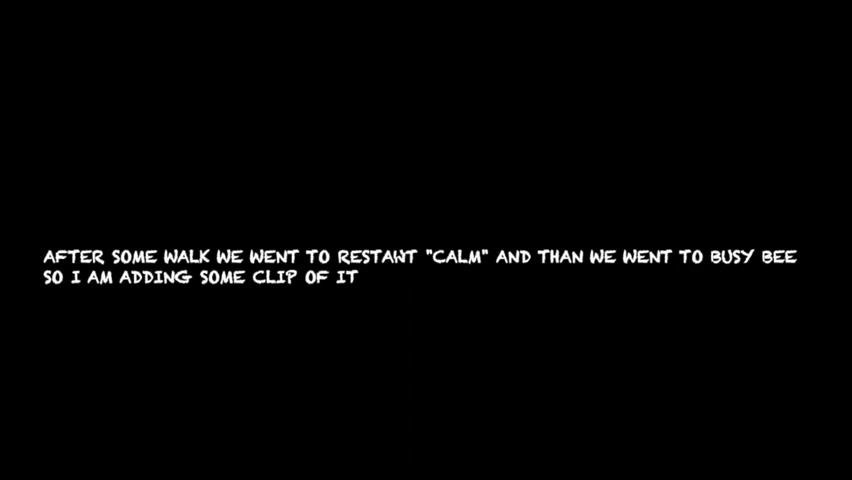 AFTER SOME WALK WE WENT TO RESTAWT "CALM" AND THAN WE WENT TO BUSY BEE
SO I AM ADDING SOME CLIP OF IT